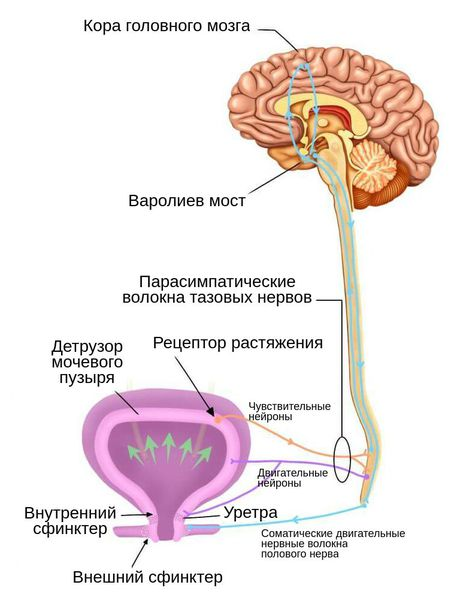 Кора головного мозга
Варолиев мост
Парасимпатические
волокна тазовых нервов
Рецептор растяжения
Детрузор
мочевого
пузыря
Чувствительные
нейроны
Двигательные
нейроны
Внутренний
сфинктер
Уретра
Соматические двигательные
нервные волокна
полового нерва
Внешний сфинктер